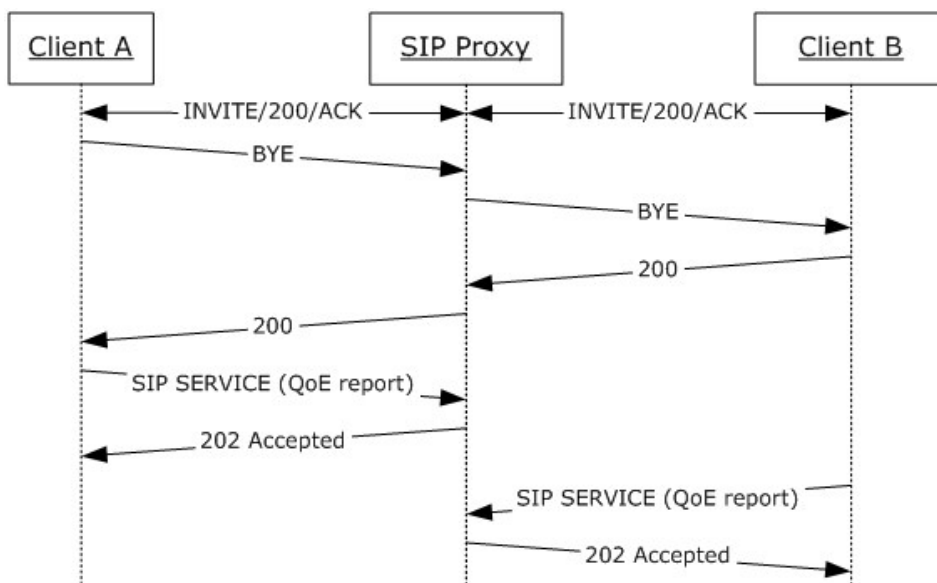 Client A
SIP Proxy
Client B
INVITE/200/ACK
INVITE/200/ACK
BYE
BYE
200
200
SIP SERVICE (QoE report)
202 Accepted
SIP SERVICE (QoE report)
202 Accepted